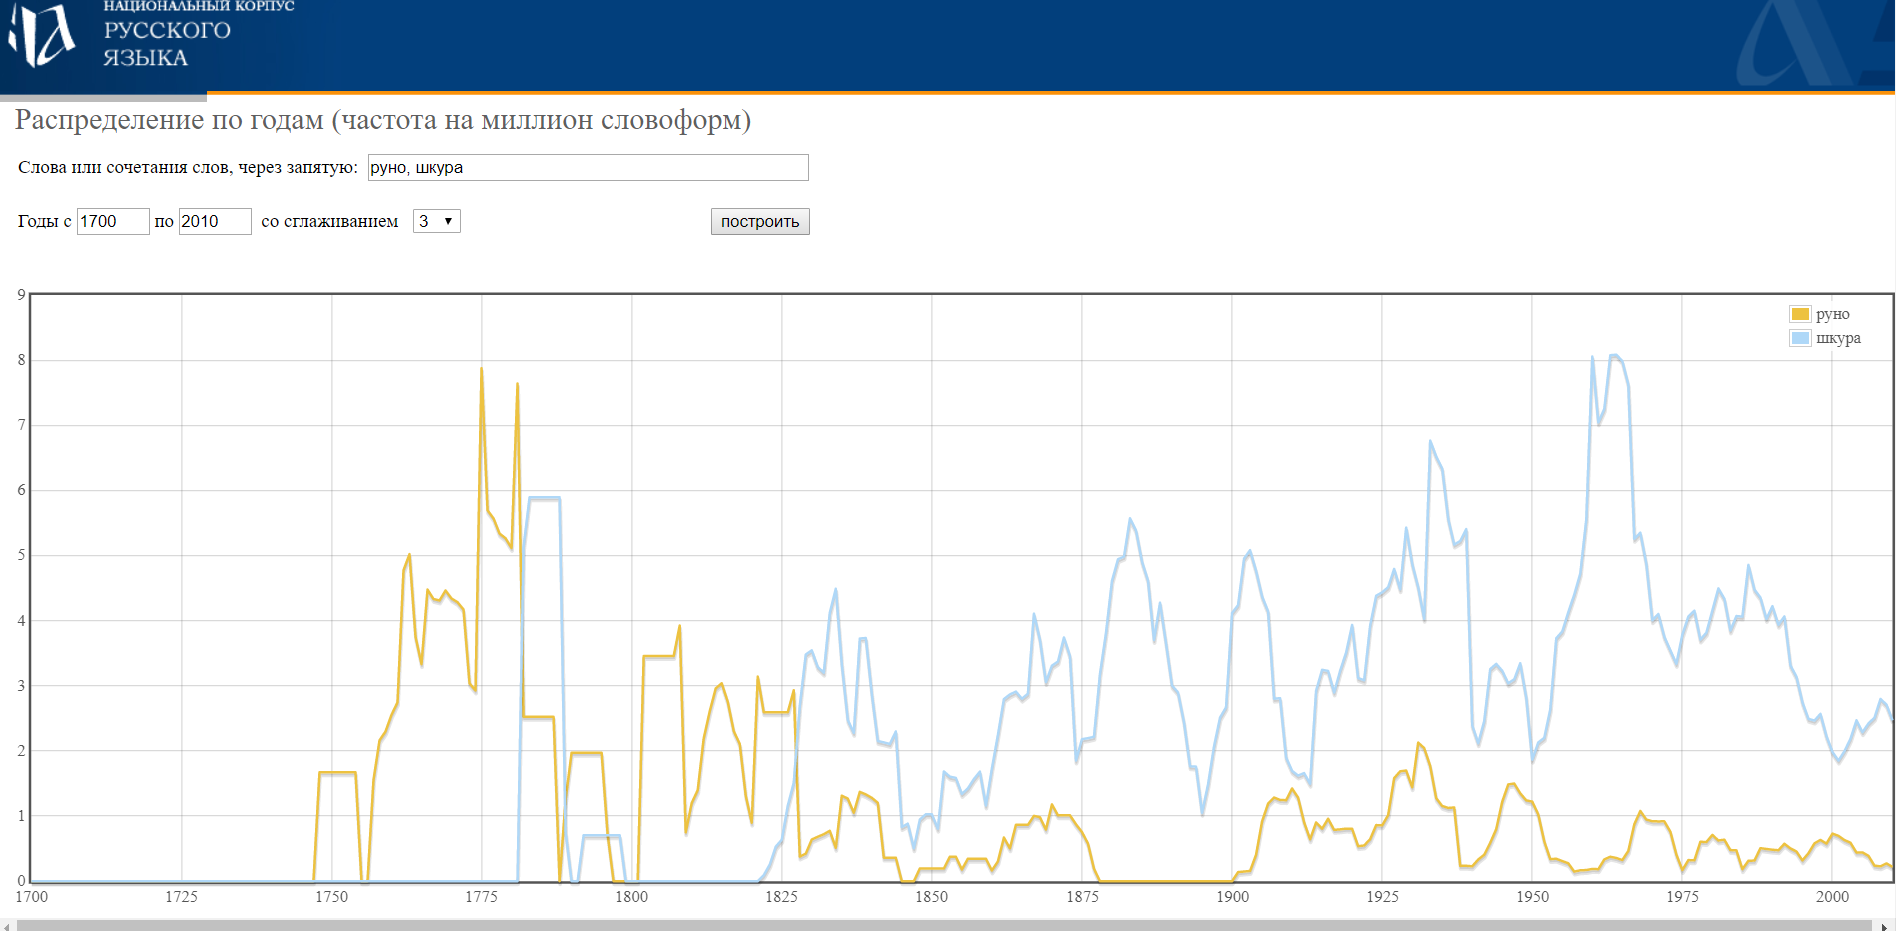 НАЦИОНАЛЬНЫЙ КОРПУС
РУССКОГО
ЯЗЫКА
Распределение по годам (частота на миллион словоформ)
Слова или сочетания слов, через запятую: руно, шкура
Годы с 1700 по 2010 со сглаживанием 3 построить
9
руно
шкура
8
7
6
5
4
3
2
1
0
1700 1725 1750 1775 1800 1825 1850 1875 1900 1925 1950 1975 2000